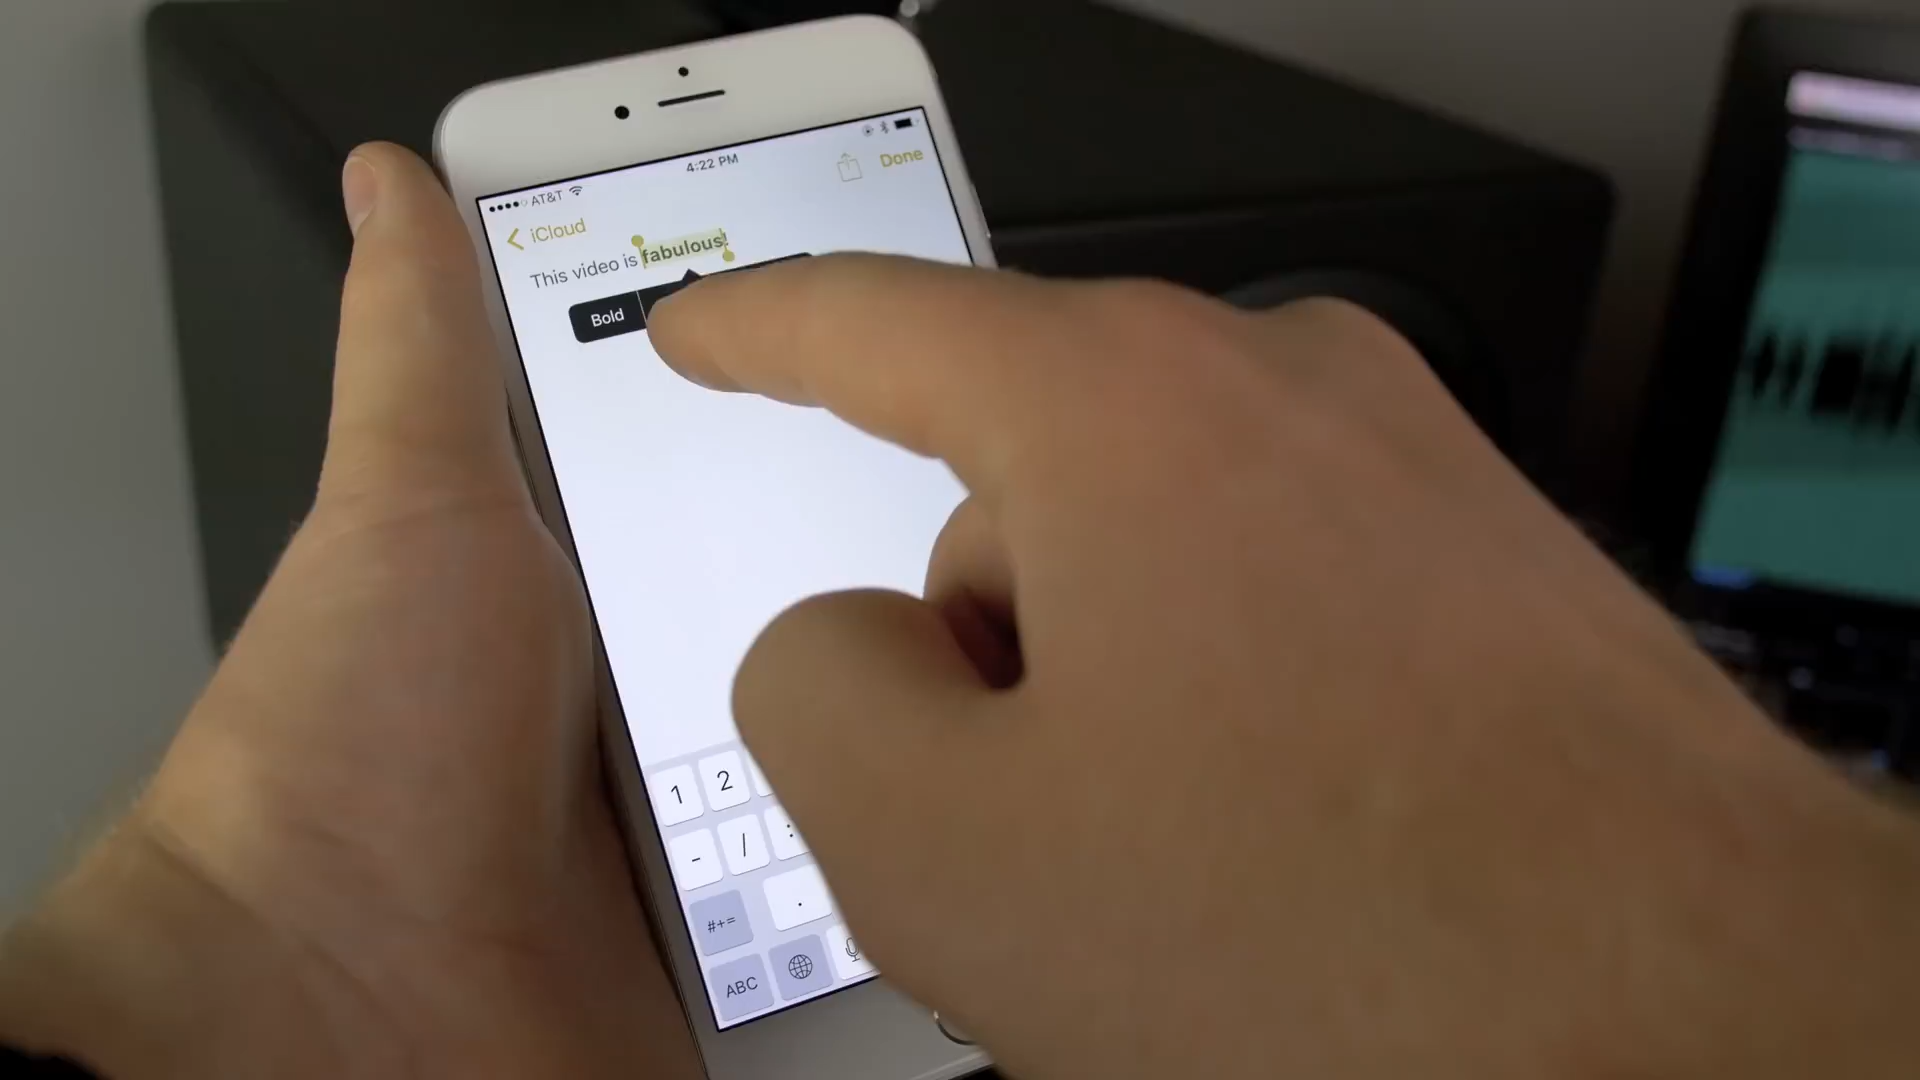 4:22 PM
AT&T
Done
iCloud
This video is fabulous!
Bold
1 2
- / :
#+= .
ABC